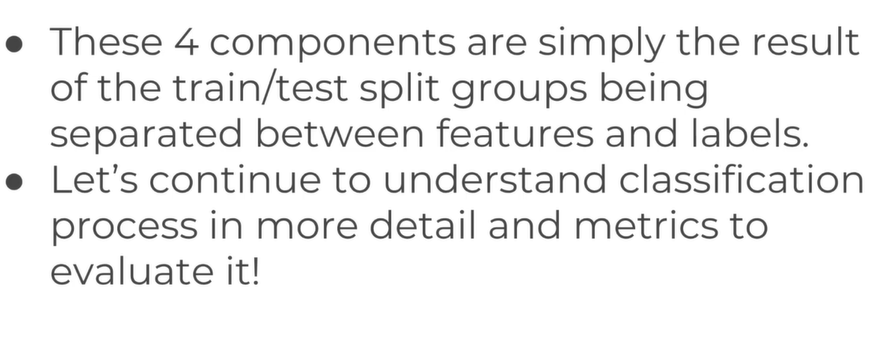 ● These 4 components are simply the result
of the train/test split groups being
separated between features and labels.
● Let’s continue to understand classification
process in more detail and metrics to
evaluate it!